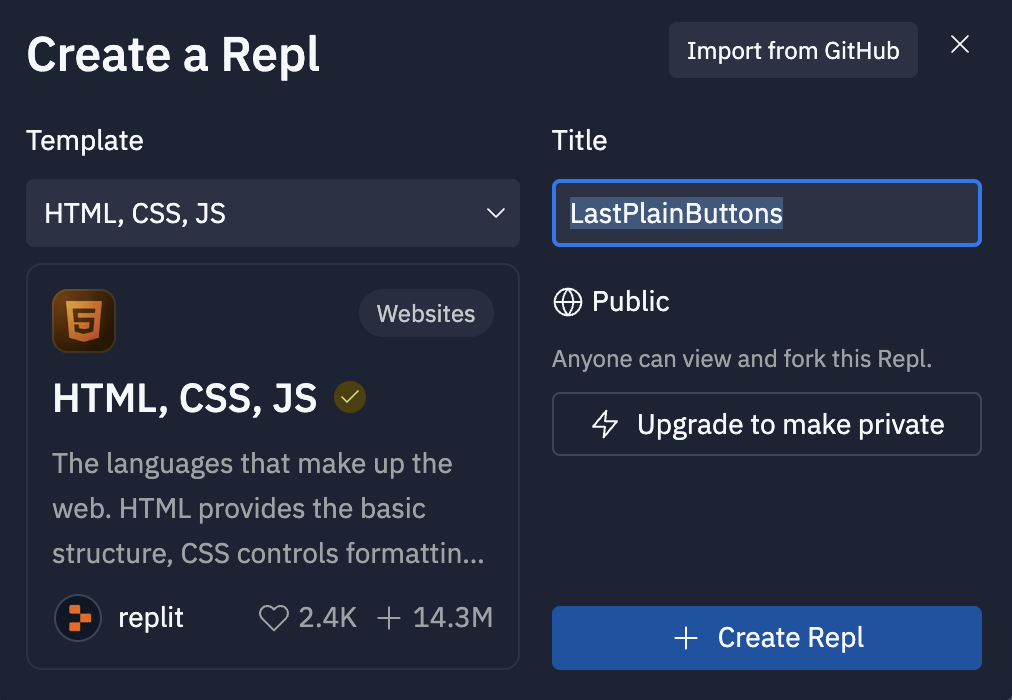 Create a Repl
Import from GitHub
Template
HTML, CSS, JS
Websites
HTML, CSS, JS
The languages that make up the
web. HTML provides the basic
structure, CSS controls formattin...
replit
2.4K
14.3M
Title
LastPlainButtons
Public
Anyone can view and fork this Repl.
Upgrade to make private
Create Repl